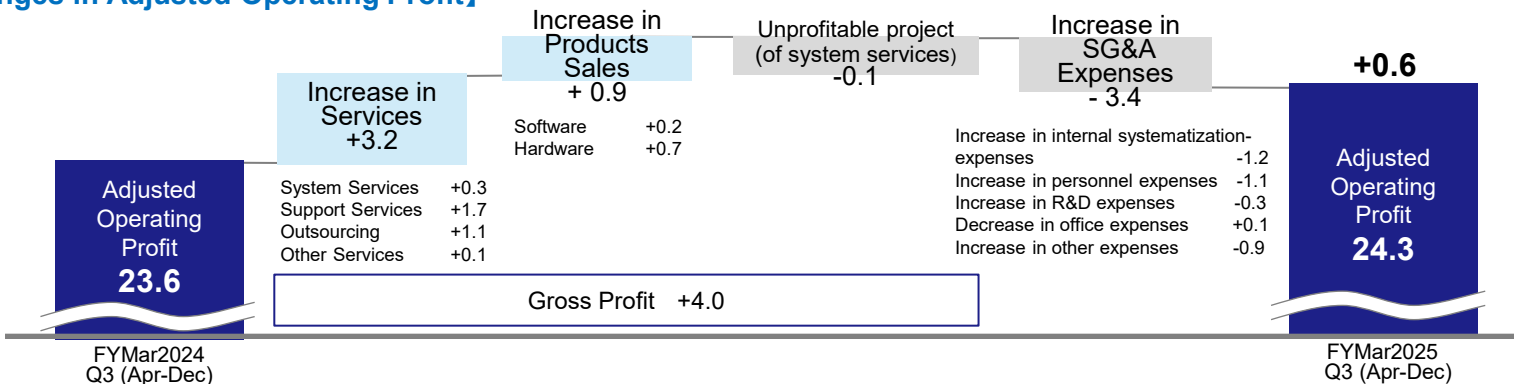 nges in Adjusted Operating Profit】
Adjusted
Operating
Profit
23.6
FYMar2024
Q3 (Apr-Dec)
Increase in
Services
+3.2
System Services +0.3
Support Services +1.7
Outsourcing +1.1
Other Services +0.1
Increase in
Products
Sales
+ 0.9
Software +0.2
Hardware +0.7
Unprofitable project
(of system services)
-0.1
Gross Profit +4.0
Increase in
SG&A
Expenses
- 3.4
Increase in internal systematization-
expenses -1.2
Increase in personnel expenses -1.1
Increase in R&D expenses -0.3
Decrease in office expenses +0.1
Increase in other expenses -0.9
+0.6
Adjusted
Operating
Profit
24.3
FYMar2025
Q3 (Apr-Dec)